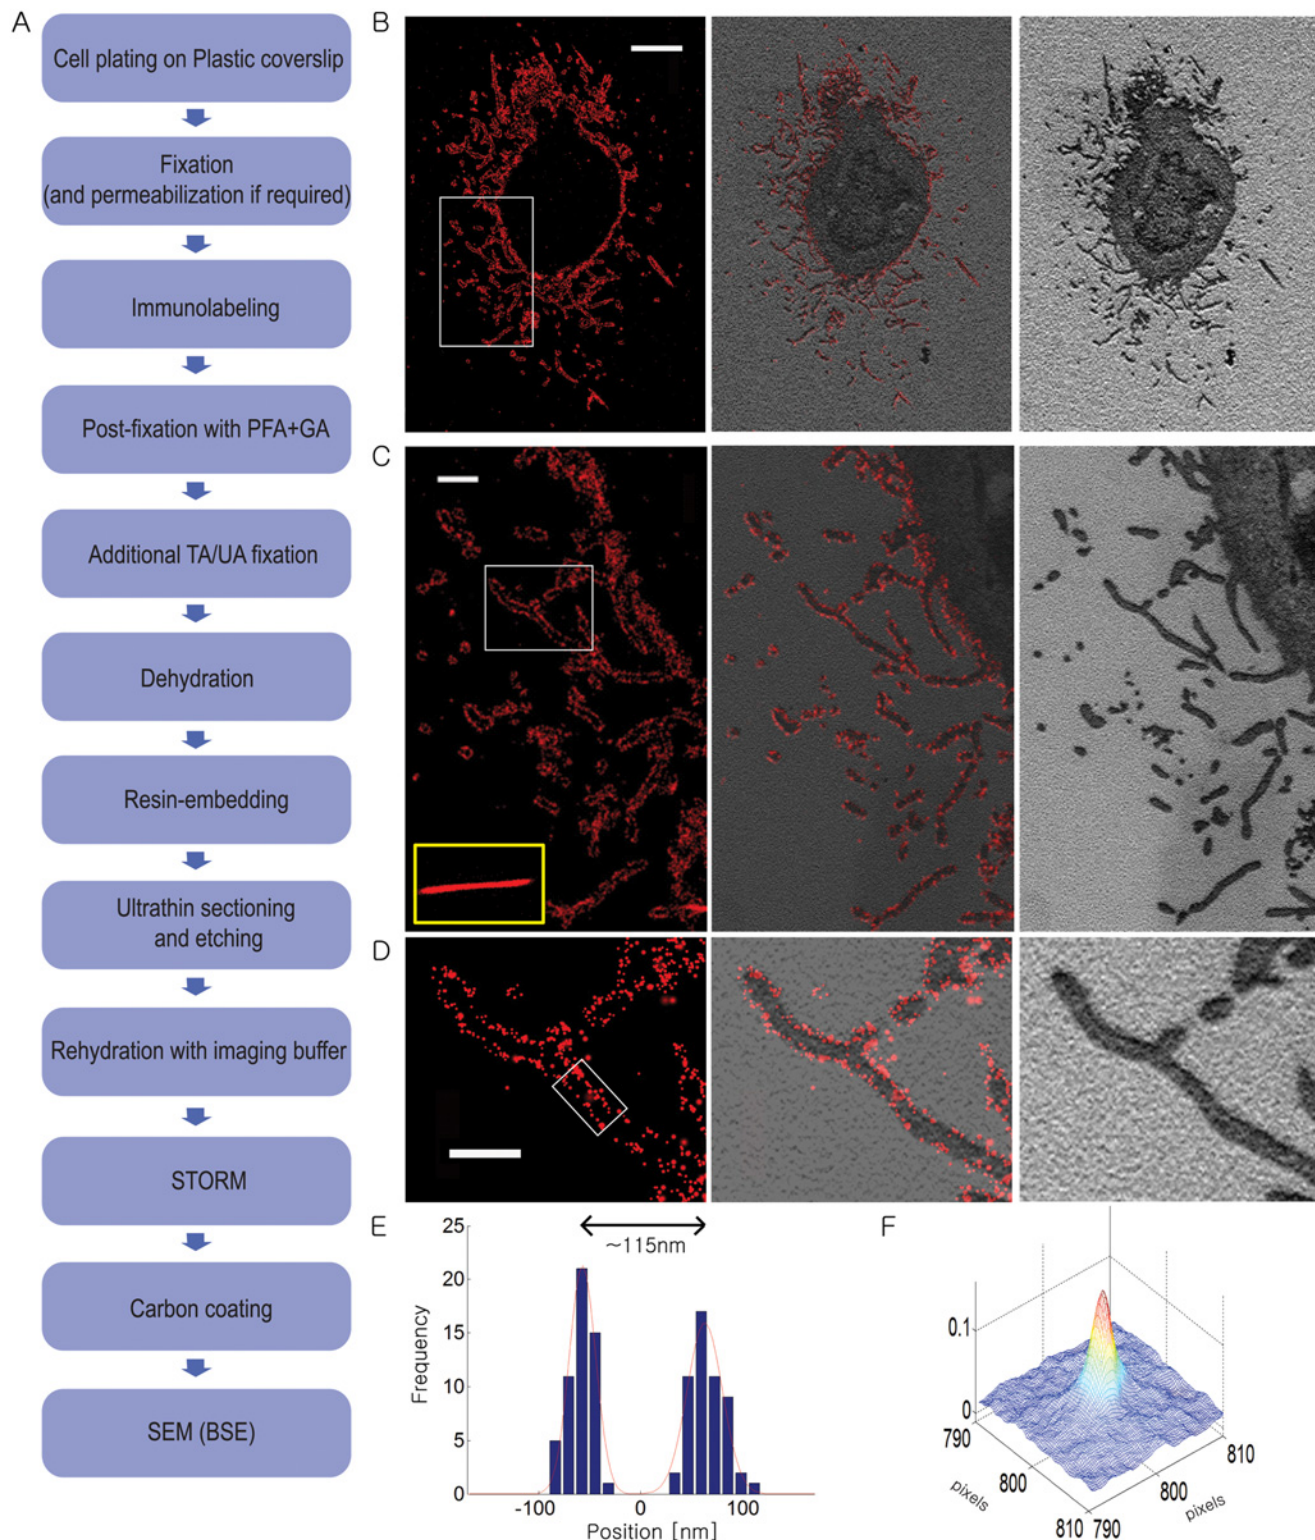 A
Cell plating on Plastic coverslip
Fixation
(and permeabilization if required)
Immunolabeling
Post-fixation with PFA+GA
Additional TA/UA fixation
Dehydration
Resin-embedding
Ultrathin sectioning
and etching
Rehydration with imaging buffer
STORM
Carbon coating
SEM (BSE)
B
C
D
E
~115nm
25
20
15
10
5
0
Frequency
-100 0 100
Position [nm]
F
0.1
0
790
800
810
pixels
790
800
810
pixels